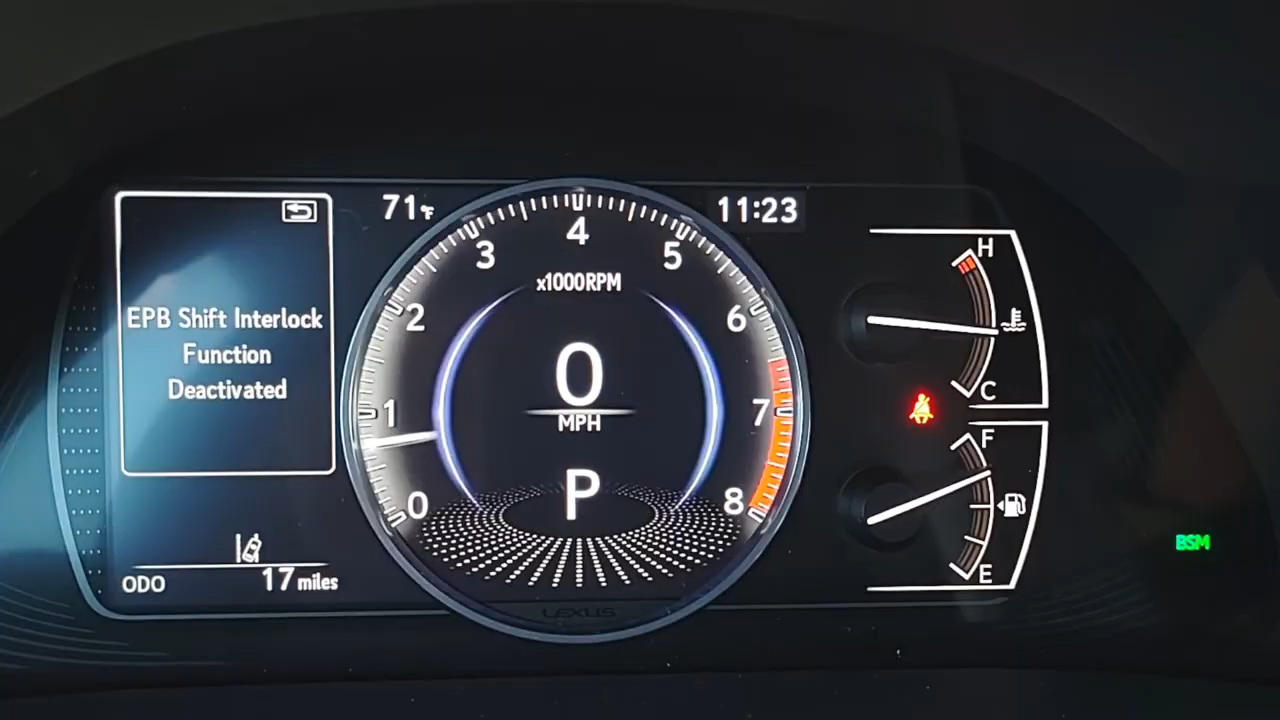 71°F
11:23
EPB Shift Interlock
Function
Deactivated
0
1
2
3
4
5
6
7
8
x1000RPM
0
MPH
P
LEXUS
ODO 17 miles
H
C
F
E
BSM